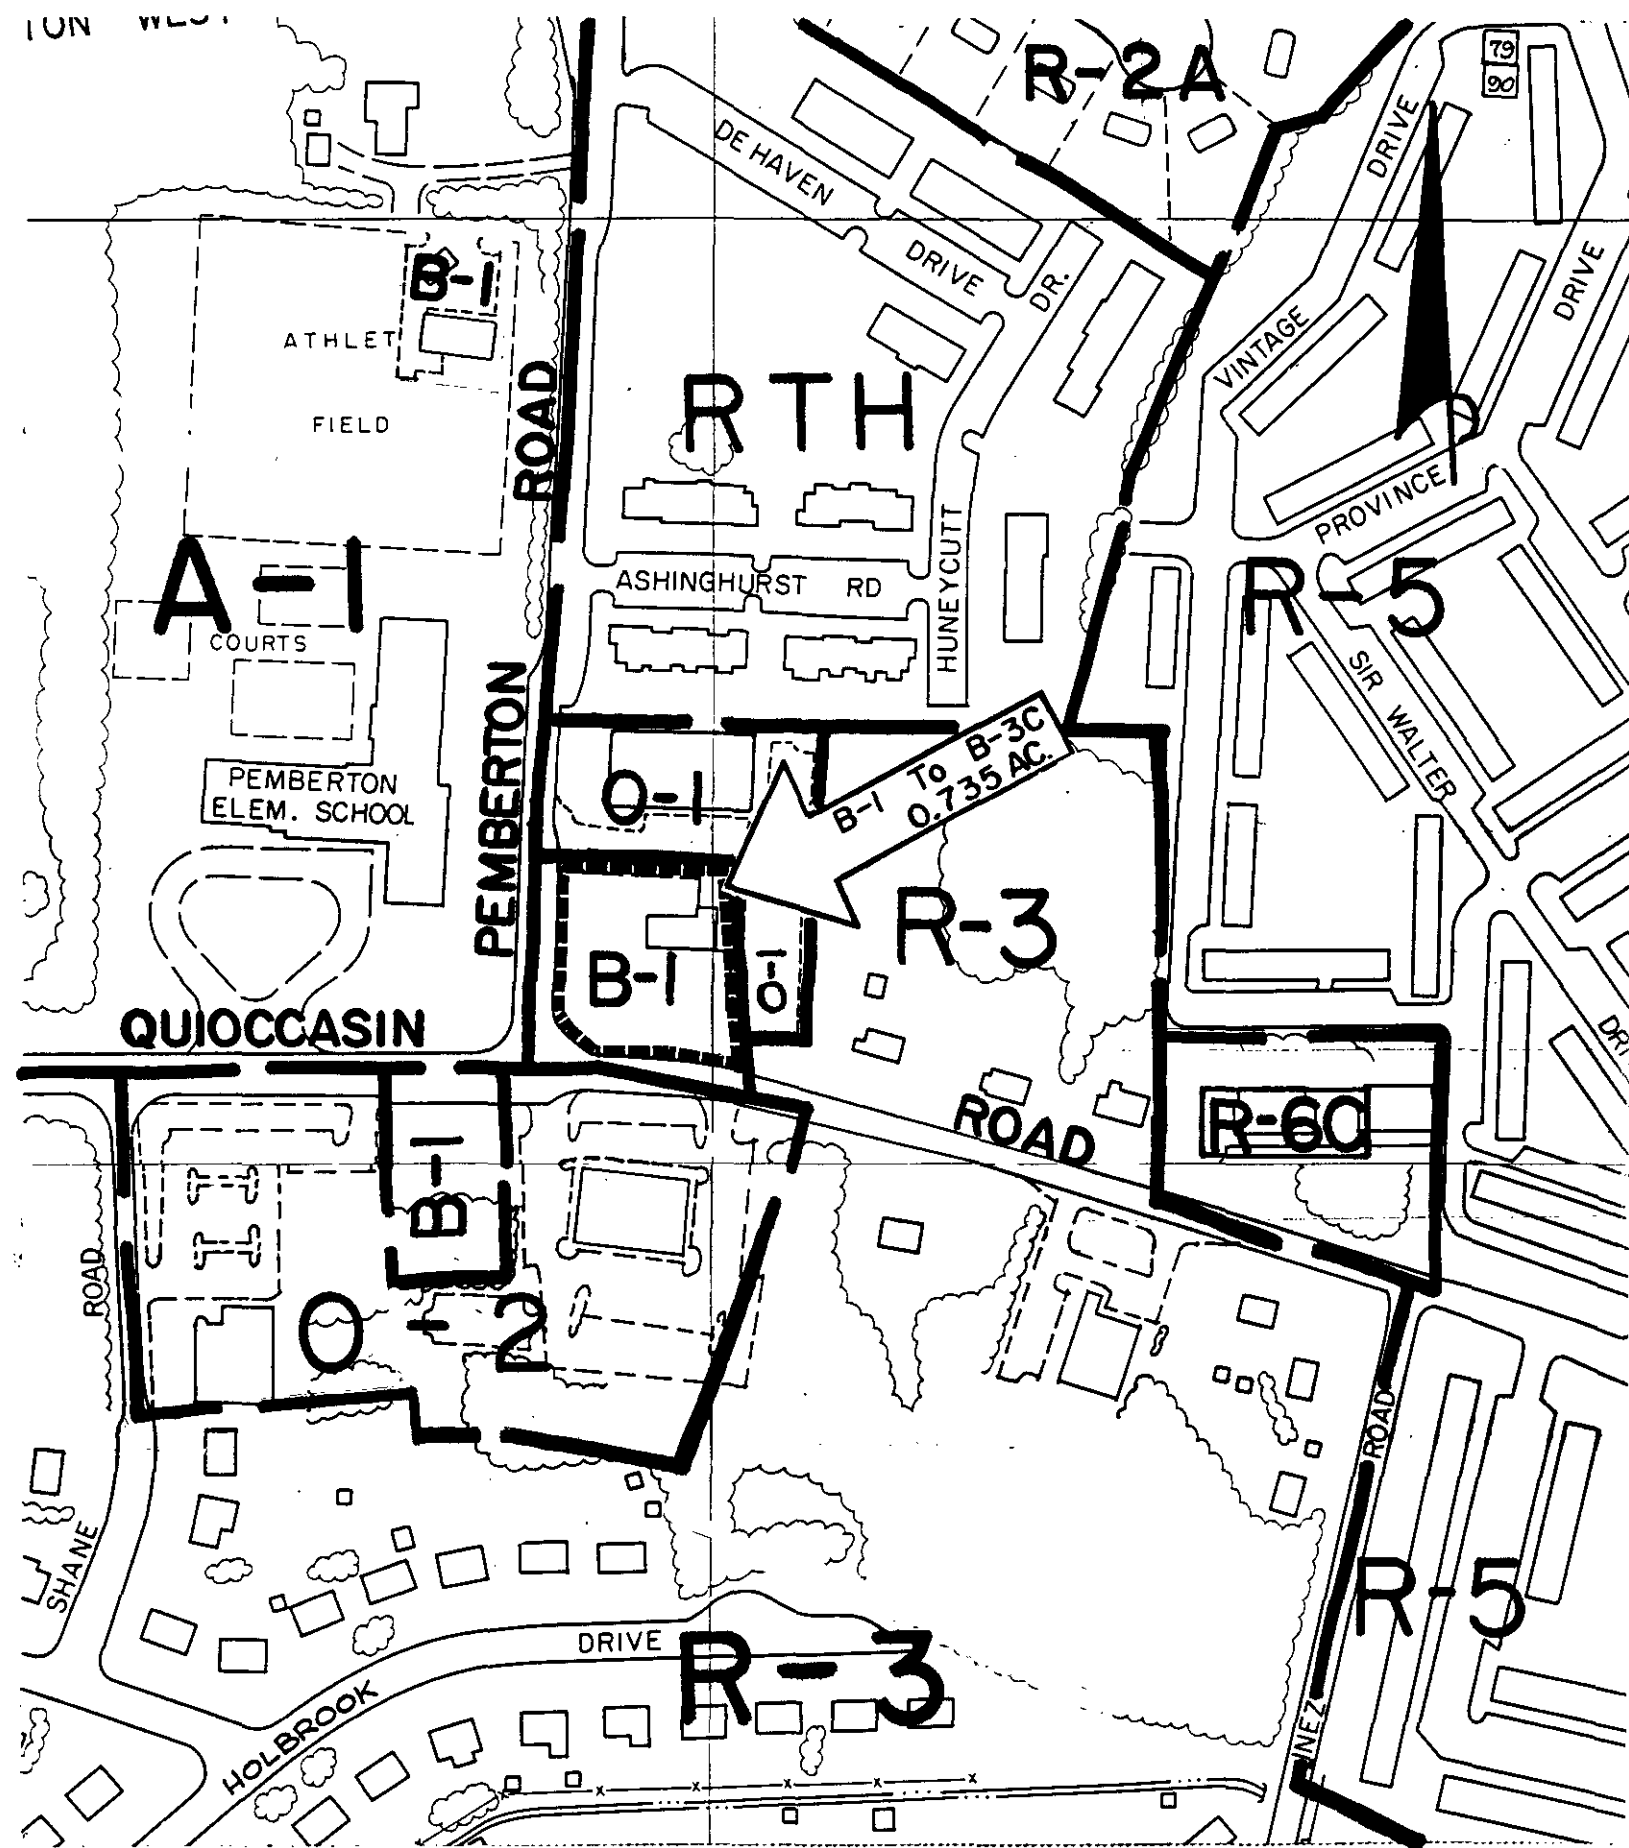 R-2A
79
90
DRIVE
DE HAVEN
DRIVE
DR.
B-1
DRIVE
VINTAGE
ATHLET
FIELD
ROAD
RTH
PROVINCE
HUNEYCUTT
A-1
ASHINGHURST RD
R-5
COURTS
SIR WALTER
PEMBERTON
B-1 TO B-3C
0.735 AC.
O-1
PEMBERTON
ELEM. SCHOOL
R-3
B-1
O-1
QUIOCCASIN
ROAD
R-6C
B-1
ROAD
O-2
ROAD
SHANE
R-5
DRIVE
R-3
HOLBROOK
INEZ